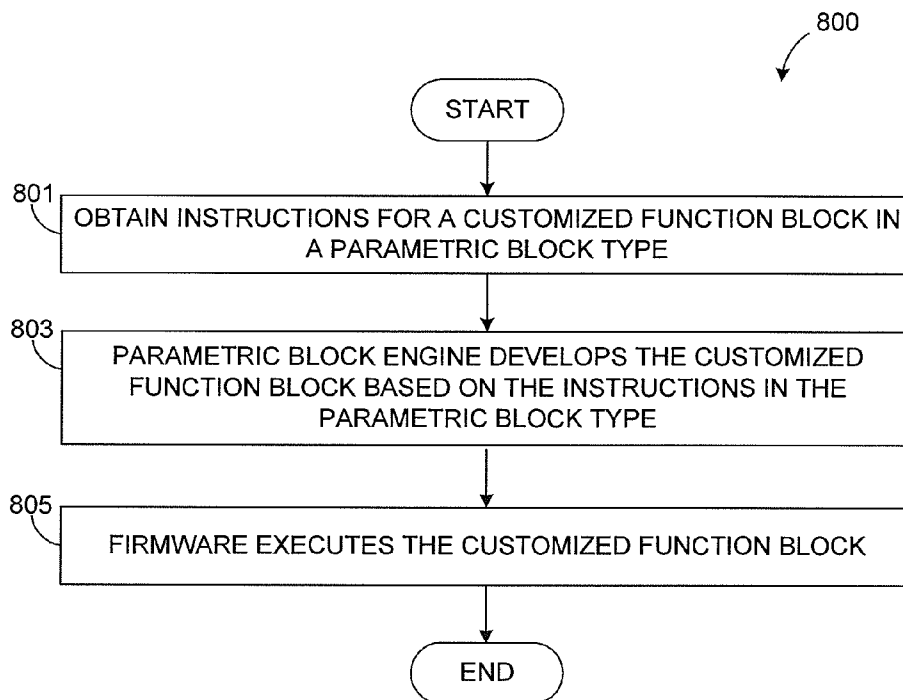 800
START
801
OBTAIN INSTRUCTIONS FOR A CUSTOMIZED FUNCTION BLOCK IN
A PARAMETRIC BLOCK TYPE
803
PARAMETRIC BLOCK ENGINE DEVELOPS THE CUSTOMIZED
FUNCTION BLOCK BASED ON THE INSTRUCTIONS IN THE
PARAMETRIC BLOCK TYPE
805
FIRMWARE EXECUTES THE CUSTOMIZED FUNCTION BLOCK
END